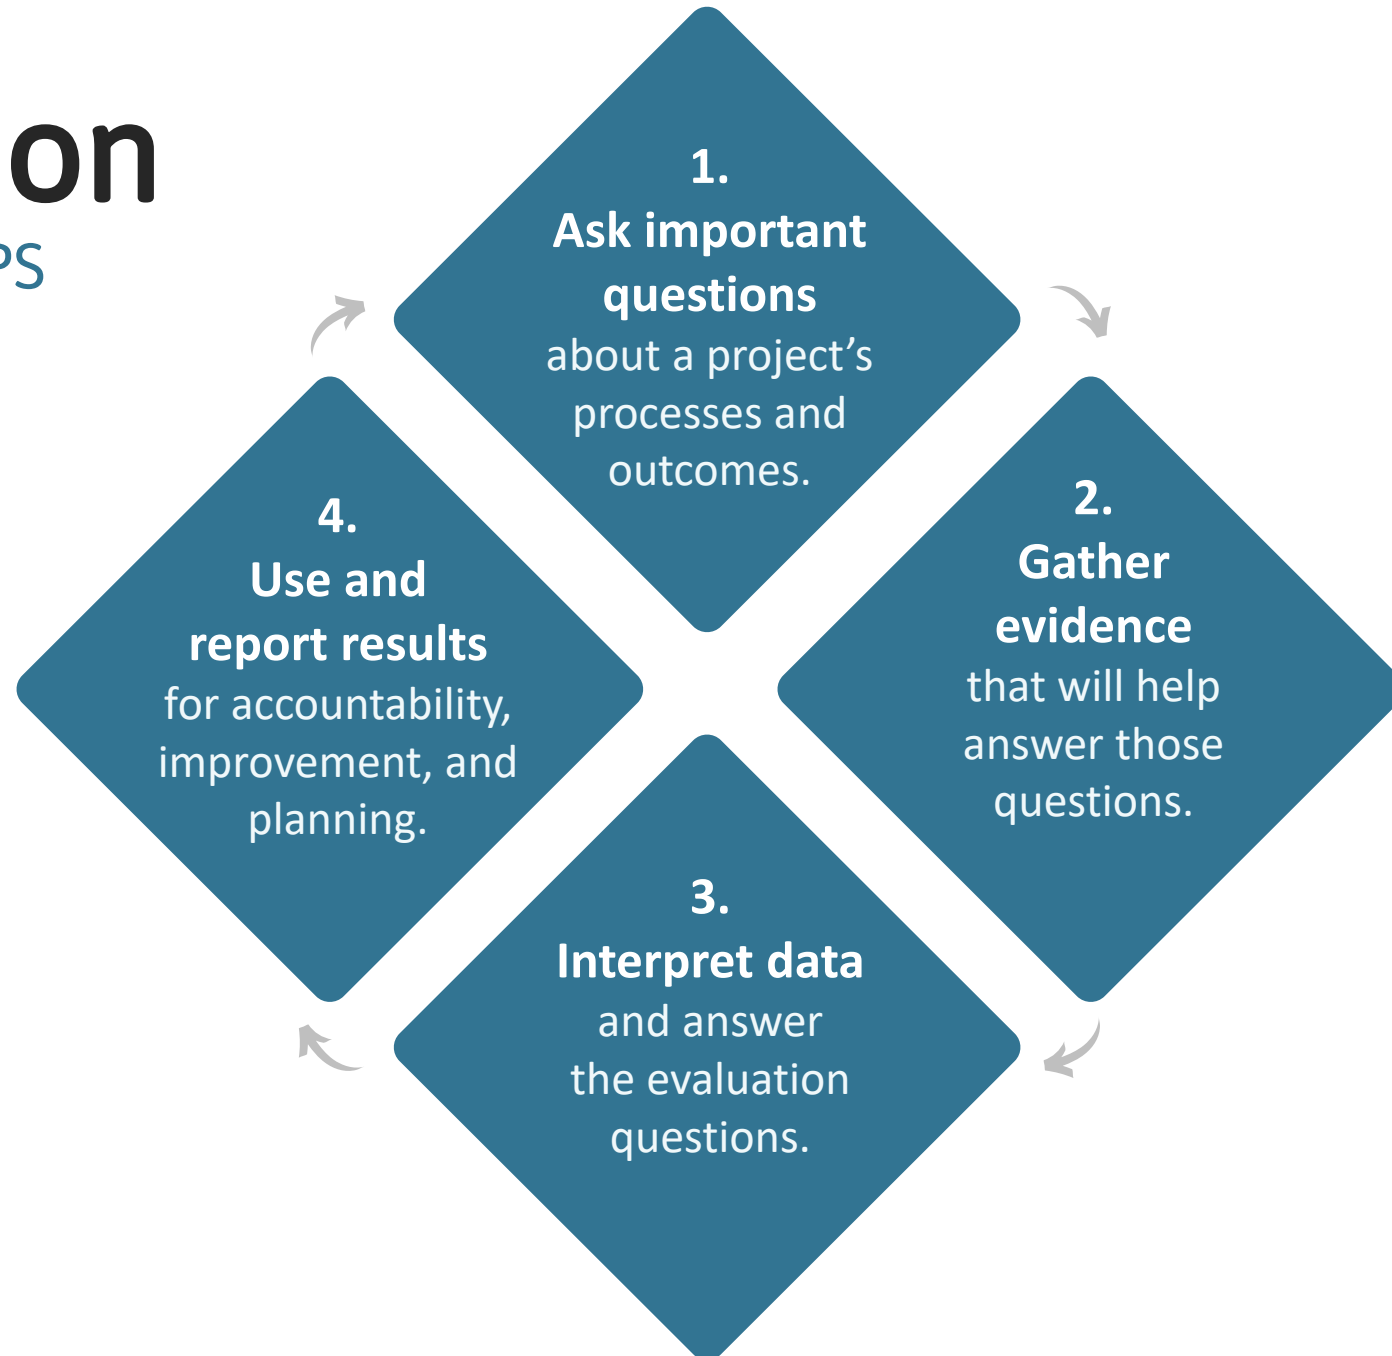 on
PS
1.
Ask important
questions
about a project’s
processes and
outcomes.
2.
Gather
evidence
that will help
answer those
questions.
3.
Interpret data
and answer
the evaluation
questions.
4.
Use and
report results
for accountability,
improvement, and
planning.